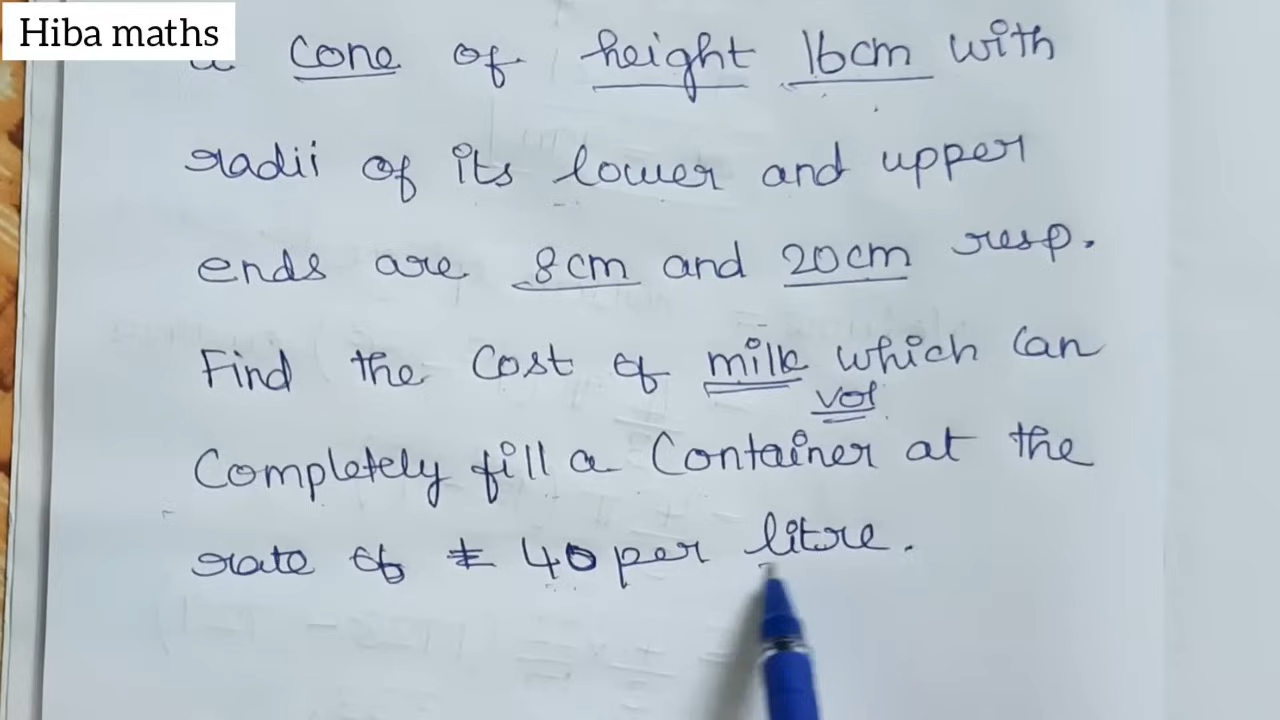 Hiba maths
a cone of height 16cm with
radii of its lower and upper
ends are 8cm and 20cm resp.
Find the cost of milk which can
vol
Completely fill a Container at the
rate of ₹ 40 per litre.